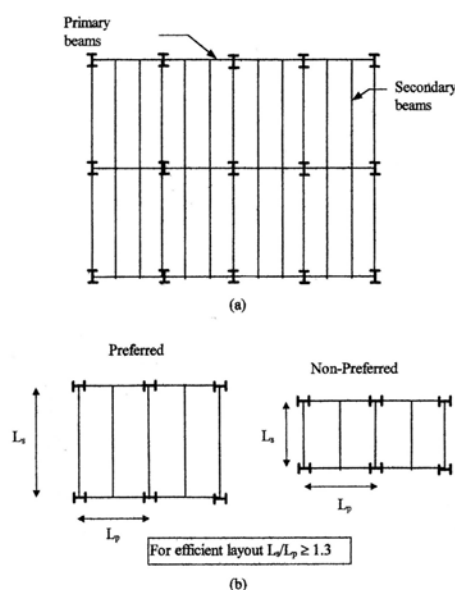 Primary
beams
Secondary
beams
(a)
Preferred
Non-Preferred
Lₛ
Lₚ
Lₛ
Lₚ
For efficient layout Lₛ/Lₚ ≥ 1.3
(b)